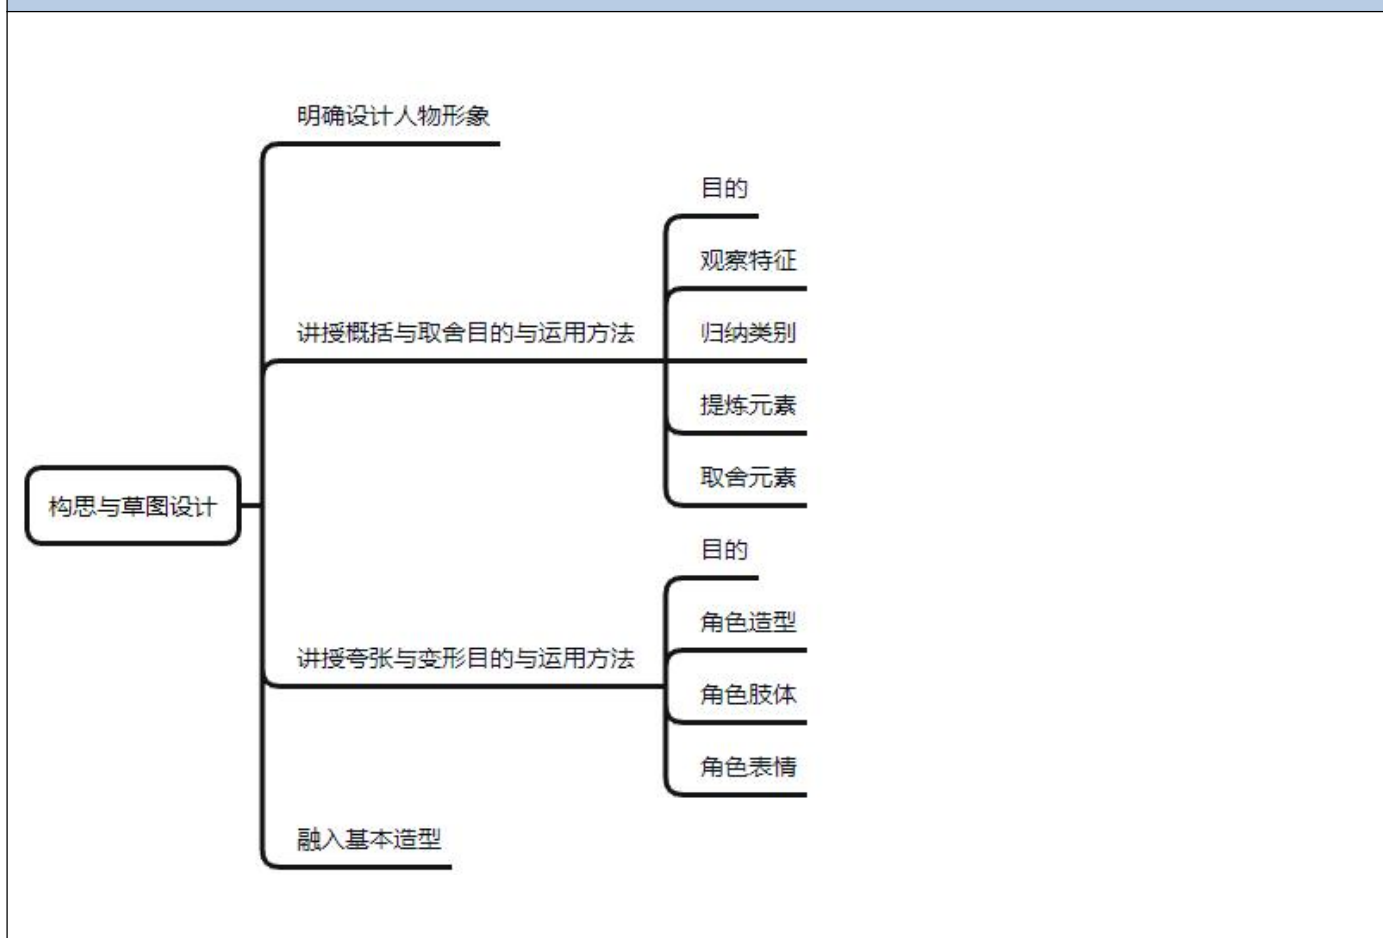 明确设计人物形象
目的
观察特征
讲授概括与取舍目的与运用方法
归纳类别
提炼元素
取舍元素
构思与草图设计
目的
角色造型
讲授夸张与变形目的与运用方法
角色肢体
角色表情
融入基本造型